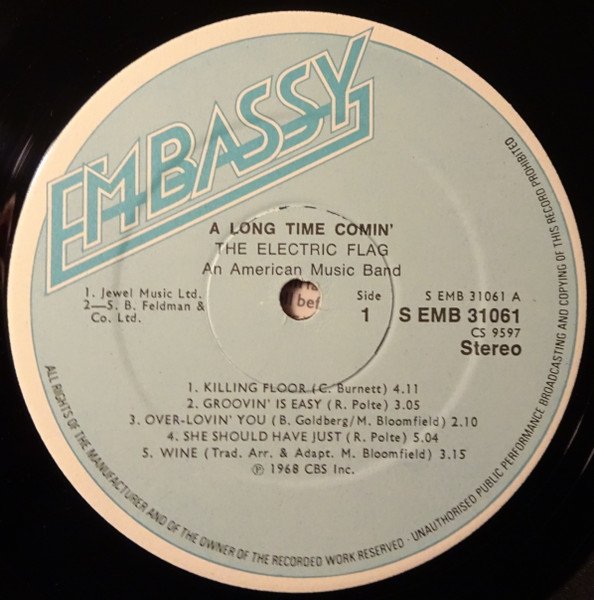 EMBASSY
A LONG TIME COMIN'
THE ELECTRIC FLAG
An American Music Band
1. Jewel Music Ltd.
2—S. B. Feldman &
Co. Ltd.
bef
Side
1
S EMB 31061 A
S EMB 31061
CS 9597
Stereo
1. KILLING FLOOR (C. Burnett) 4.11
2. GROOVIN' IS EASY (R. Polte) 3.05
3. OVER-LOVIN' YOU (B. Goldberg/M. Bloomfield) 2.10
4. SHE SHOULD HAVE JUST (R. Polte) 5.04
5. WINE (Trad. Arr. & Adapt. M. Bloomfield) 3.15
Ⓟ 1968 CBS Inc.
ALL RIGHTS OF THE MANUFACTURER AND OF THE OWNER OF THE RECORDED WORK RESERVED · UNAUTHORISED PUBLIC PERFORMANCE BROADCASTING AND COPYING OF THIS RECORD PROHIBITED